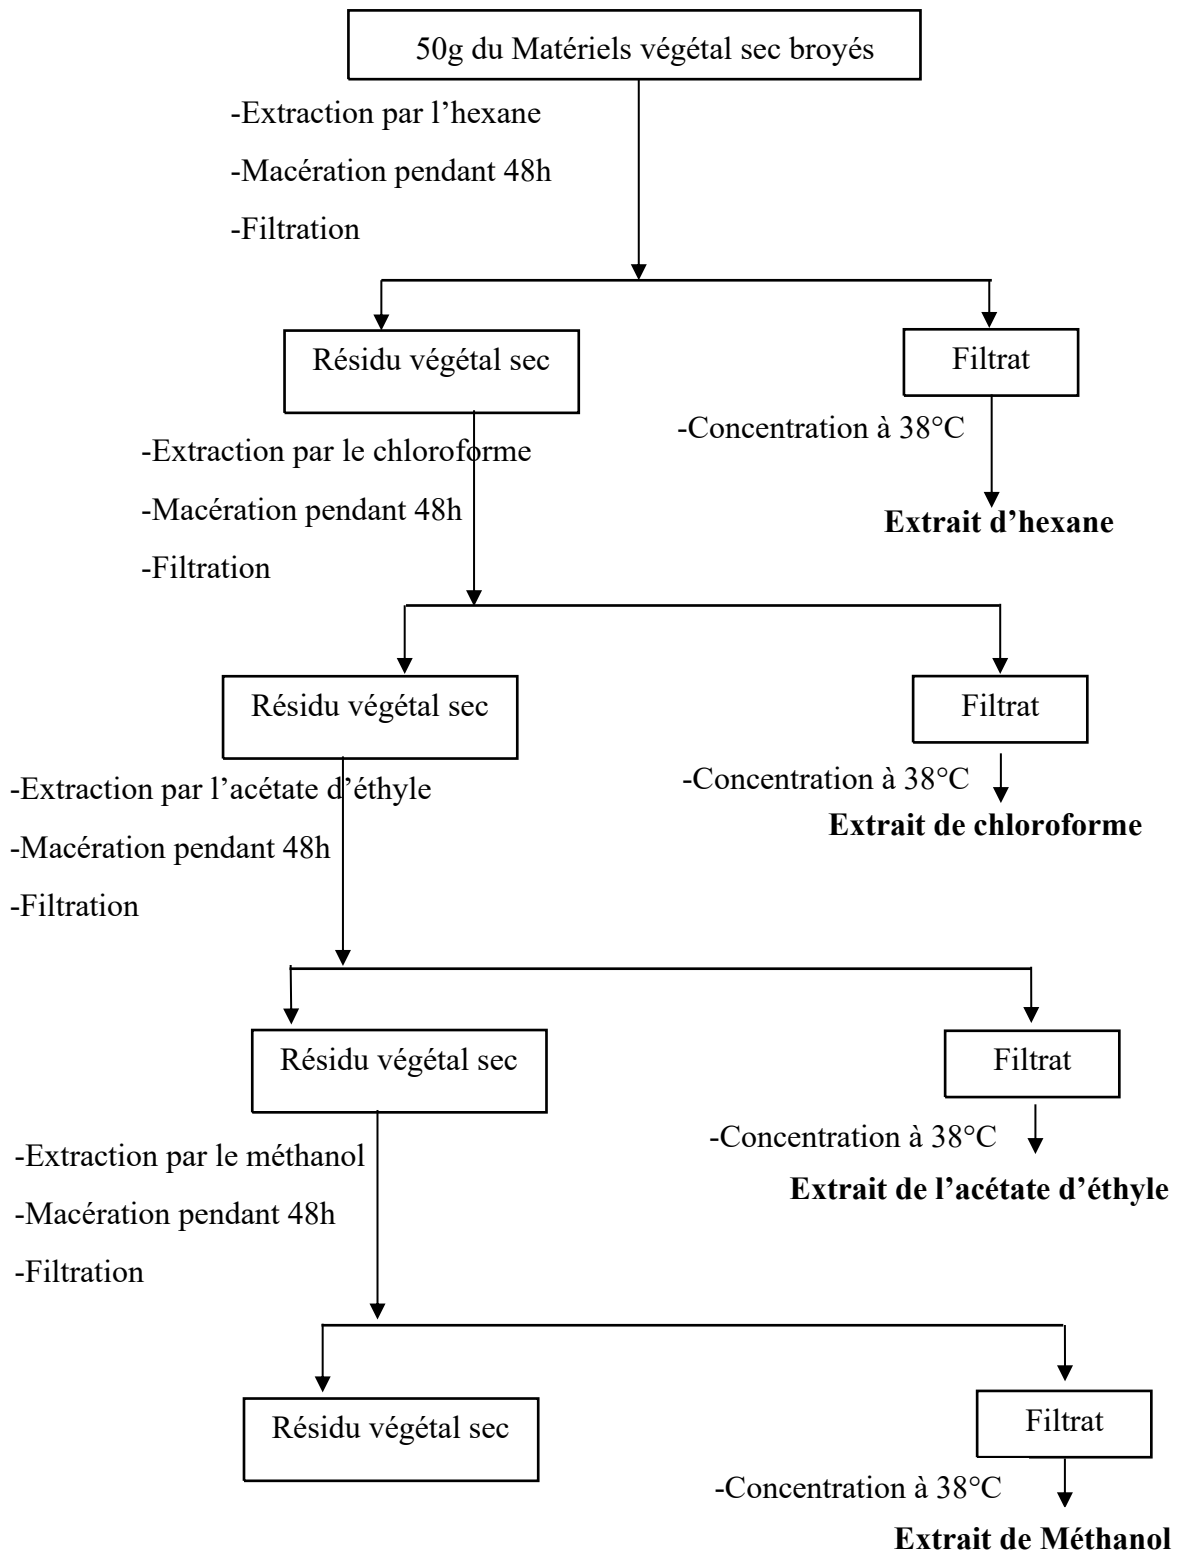 50g du Matériels végétal sec broyés
-Extraction par l’hexane
-Macération pendant 48h
-Filtration
Résidu végétal sec
Filtrat
-Concentration à 38°C
Extrait d’hexane
-Extraction par le chloroforme
-Macération pendant 48h
-Filtration
Résidu végétal sec
Filtrat
-Concentration à 38°C
Extrait de chloroforme
-Extraction par l’acétate d’éthyle
-Macération pendant 48h
-Filtration
Résidu végétal sec
Filtrat
-Concentration à 38°C
Extrait de l’acétate d’éthyle
-Extraction par le méthanol
-Macération pendant 48h
-Filtration
Résidu végétal sec
Filtrat
-Concentration à 38°C
Extrait de Méthanol